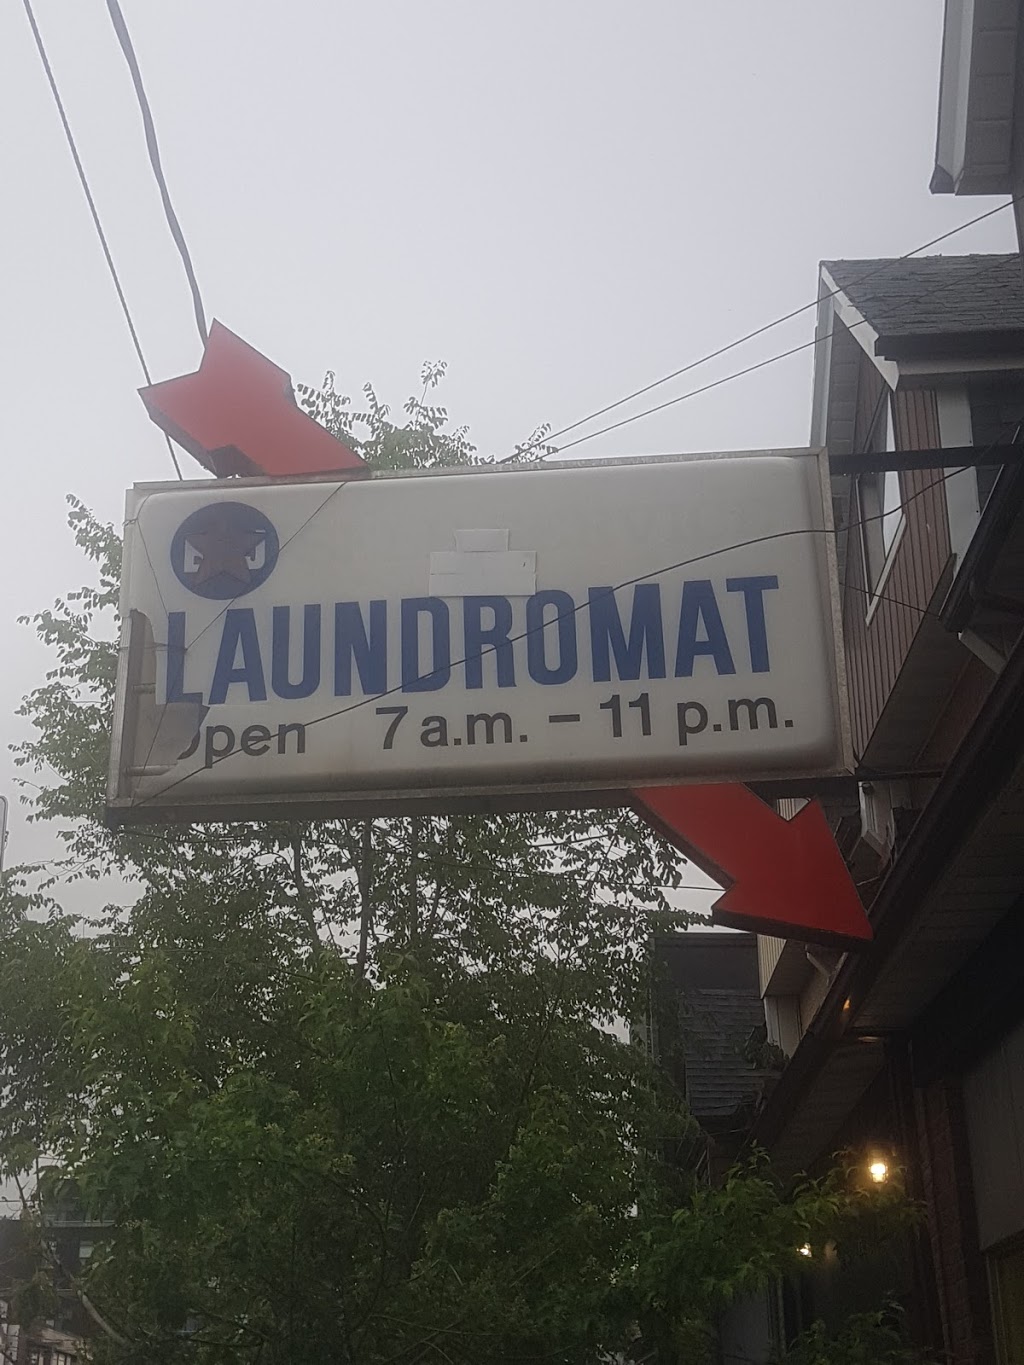 LAUNDROMAT
Open 7 a.m. – 11 p.m.